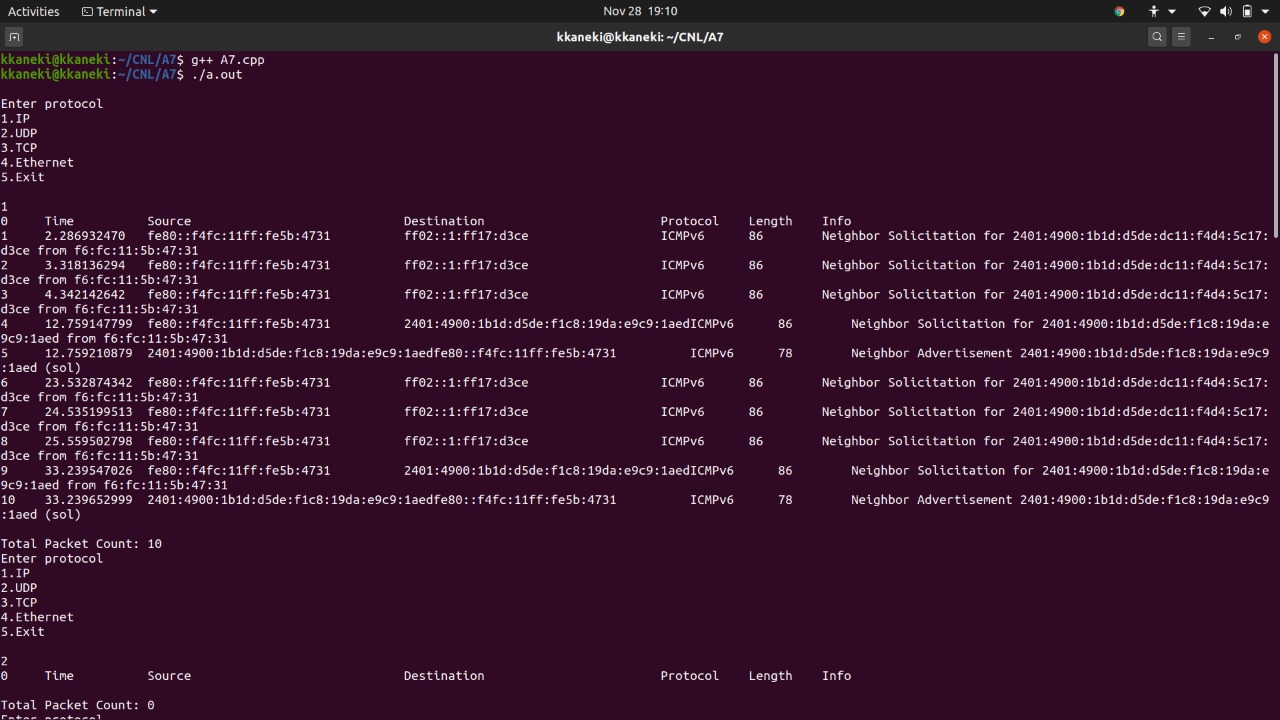 Activities Terminal Nov 28 19:10
kkaneki@kkaneki: ~/CNL/A7
kkaneki@kkaneki:~/CNL/A7$ g++ A7.cpp
kkaneki@kkaneki:~/CNL/A7$ ./a.out
Enter protocol
1.IP
2.UDP
3.TCP
4.Ethernet
5.Exit
1
0 Time Source Destination Protocol Length Info
1 2.286932470 fe80::f4fc:11ff:fe5b:4731 ff02::1:ff17:d3ce ICMPv6 86 Neighbor Solicitation for 2401:4900:1b1d:d5de:dc11:f4d4:5c17:
d3ce from f6:fc:11:5b:47:31
2 3.318136294 fe80::f4fc:11ff:fe5b:4731 ff02::1:ff17:d3ce ICMPv6 86 Neighbor Solicitation for 2401:4900:1b1d:d5de:dc11:f4d4:5c17:
d3ce from f6:fc:11:5b:47:31
3 4.342142642 fe80::f4fc:11ff:fe5b:4731 ff02::1:ff17:d3ce ICMPv6 86 Neighbor Solicitation for 2401:4900:1b1d:d5de:dc11:f4d4:5c17:
d3ce from f6:fc:11:5b:47:31
4 12.759147799 fe80::f4fc:11ff:fe5b:4731 2401:4900:1b1d:d5de:f1c8:19da:e9c9:1aedICMPv6 86 Neighbor Solicitation for 2401:4900:1b1d:d5de:f1c8:19da:e
9c9:1aed from f6:fc:11:5b:47:31
5 12.759210879 2401:4900:1b1d:d5de:f1c8:19da:e9c9:1aedfe80::f4fc:11ff:fe5b:4731 ICMPv6 78 Neighbor Advertisement 2401:4900:1b1d:d5de:f1c8:19da:e9c9
:1aed (sol)
6 23.532874342 fe80::f4fc:11ff:fe5b:4731 ff02::1:ff17:d3ce ICMPv6 86 Neighbor Solicitation for 2401:4900:1b1d:d5de:dc11:f4d4:5c17:
d3ce from f6:fc:11:5b:47:31
7 24.535199513 fe80::f4fc:11ff:fe5b:4731 ff02::1:ff17:d3ce ICMPv6 86 Neighbor Solicitation for 2401:4900:1b1d:d5de:dc11:f4d4:5c17:
d3ce from f6:fc:11:5b:47:31
8 25.559502798 fe80::f4fc:11ff:fe5b:4731 ff02::1:ff17:d3ce ICMPv6 86 Neighbor Solicitation for 2401:4900:1b1d:d5de:dc11:f4d4:5c17:
d3ce from f6:fc:11:5b:47:31
9 33.239547026 fe80::f4fc:11ff:fe5b:4731 2401:4900:1b1d:d5de:f1c8:19da:e9c9:1aedICMPv6 86 Neighbor Solicitation for 2401:4900:1b1d:d5de:f1c8:19da:e
9c9:1aed from f6:fc:11:5b:47:31
10 33.239652999 2401:4900:1b1d:d5de:f1c8:19da:e9c9:1aedfe80::f4fc:11ff:fe5b:4731 ICMPv6 78 Neighbor Advertisement 2401:4900:1b1d:d5de:f1c8:19da:e9c9
:1aed (sol)
Total Packet Count: 10
Enter protocol
1.IP
2.UDP
3.TCP
4.Ethernet
5.Exit
2
0 Time Source Destination Protocol Length Info
Total Packet Count: 0
Enter protocol